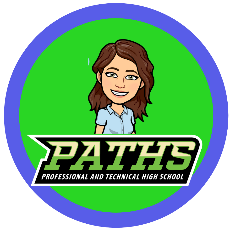 PATHS
PROFESSIONAL AND TECHNICAL HIGH SCHOOL